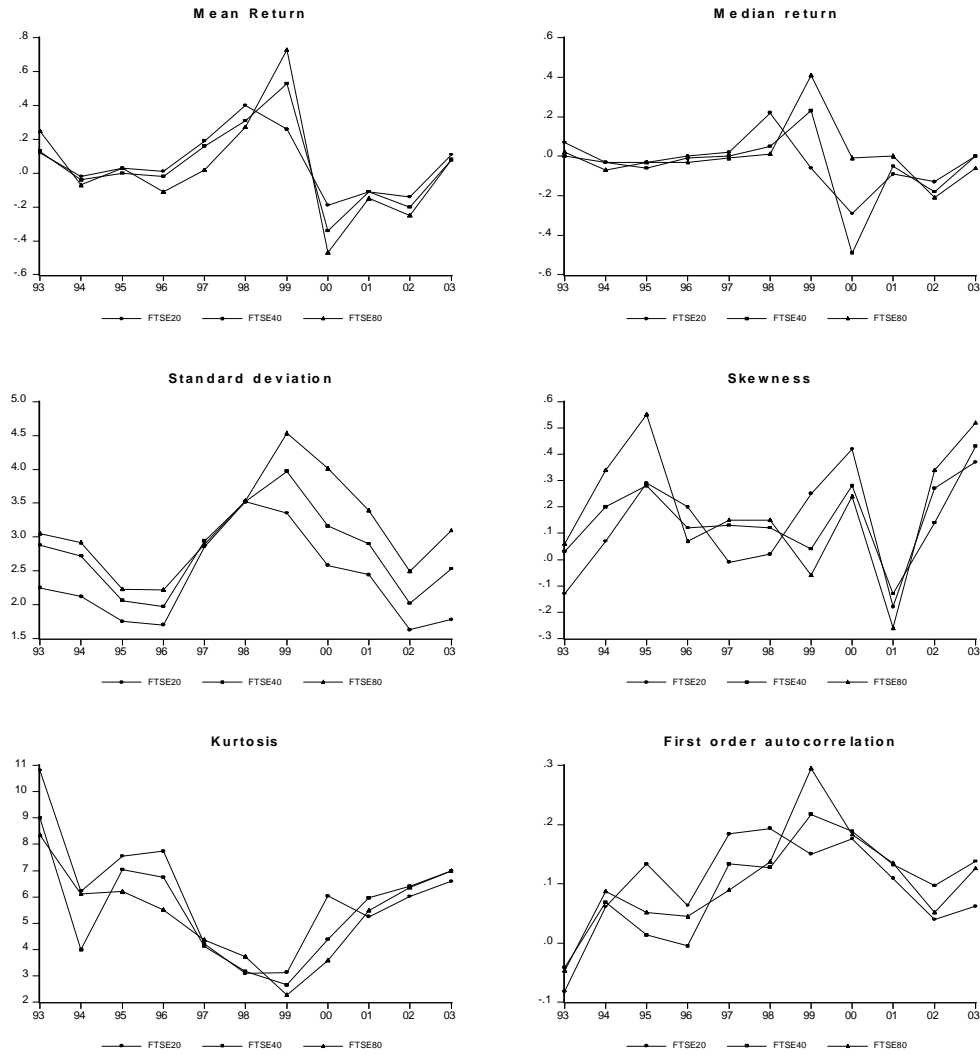 Mean Return
.8
.6
.4
.2
.0
-.2
-.4
-.6
93 94 95 96 97 98 99 00 01 02 03
FTSE20 FTSE40 FTSE80
Median return
.6
.4
.2
.0
-.2
-.4
-.6
93 94 95 96 97 98 99 00 01 02 03
FTSE20 FTSE40 FTSE80
Standard deviation
5.0
4.5
4.0
3.5
3.0
2.5
2.0
1.5
93 94 95 96 97 98 99 00 01 02 03
FTSE20 FTSE40 FTSE80
Skewness
.6
.5
.4
.3
.2
.1
.0
-.1
-.2
-.3
93 94 95 96 97 98 99 00 01 02 03
FTSE20 FTSE40 FTSE80
Kurtosis
11
10
9
8
7
6
5
4
3
2
93 94 95 96 97 98 99 00 01 02 03
FTSE20 FTSE40 FTSE80
First order autocorrelation
.3
.2
.1
.0
-.1
93 94 95 96 97 98 99 00 01 02 03
FTSE20 FTSE40 FTSE80